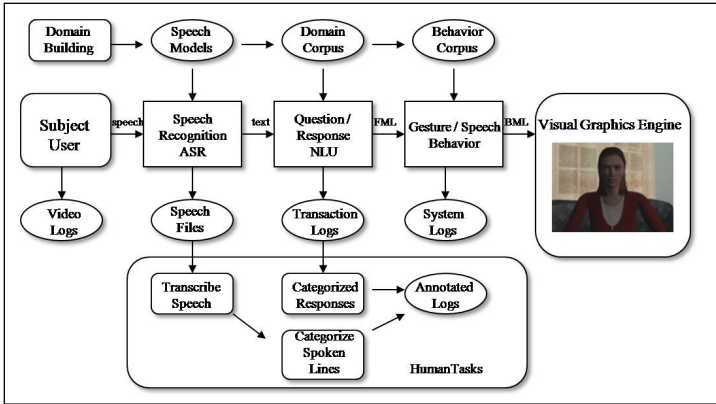 Domain
Building
Speech
Models
Domain
Corpus
Behavior
Corpus
Subject
User
speech
Speech
Recognition
ASR
text
Question /
Response
NLU
FML
Gesture / Speech
Behavior
BML
Visual Graphics Engine
Video
Logs
Speech
Files
Transaction
Logs
System
Logs
Transcribe
Speech
Categorized
Responses
Annotated
Logs
Categorize
Spoken
Lines
HumanTasks